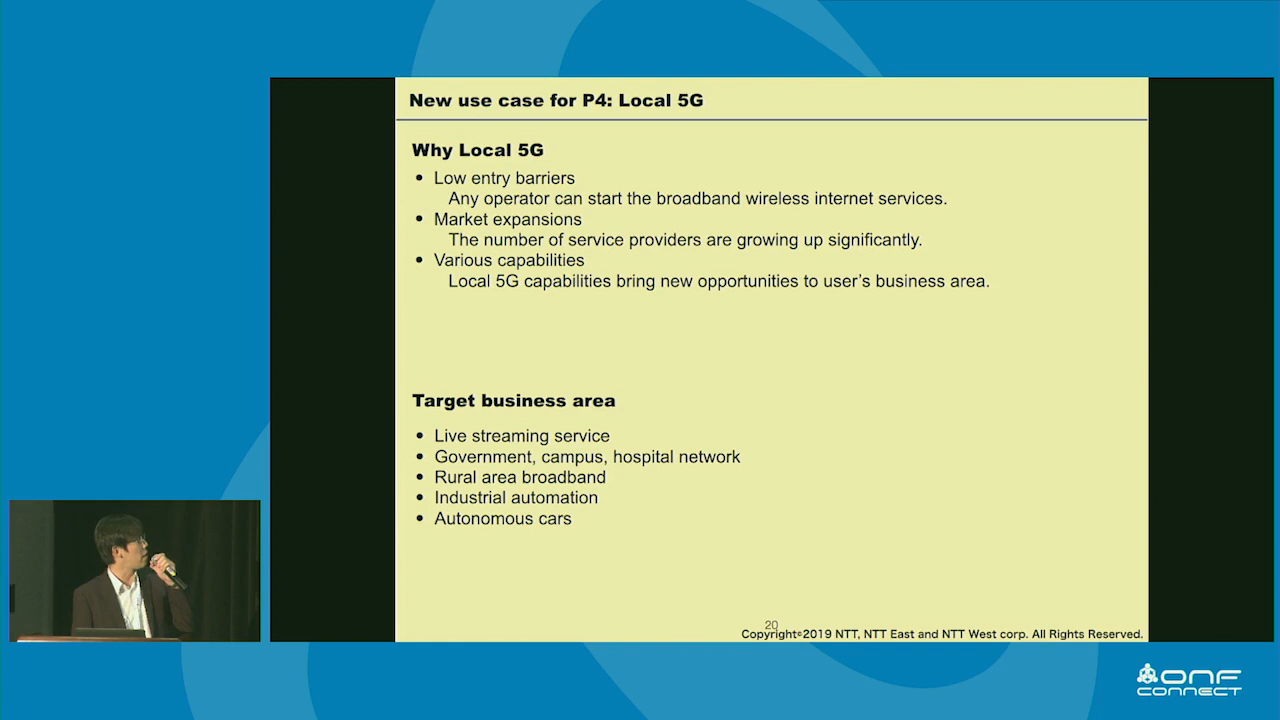 New use case for P4: Local 5G
Why Local 5G
• Low entry barriers
Any operator can start the broadband wireless internet services.
• Market expansions
The number of service providers are growing up significantly.
• Various capabilities
Local 5G capabilities bring new opportunities to user's business area.
Target business area
• Live streaming service
• Government, campus, hospital network
• Rural area broadband
• Industrial automation
• Autonomous cars
20
Copyright©2019 NTT, NTT East and NTT West corp. All Rights Reserved.
ONF
CONNECT